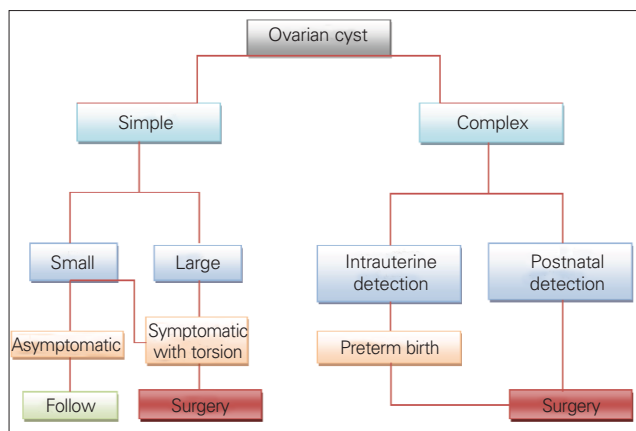 Ovarian cyst
Simple
Complex
Small
Large
Intrauterine
detection
Postnatal
detection
Asymptomatic
Symptomatic
with torsion
Preterm birth
Follow
Surgery
Surgery